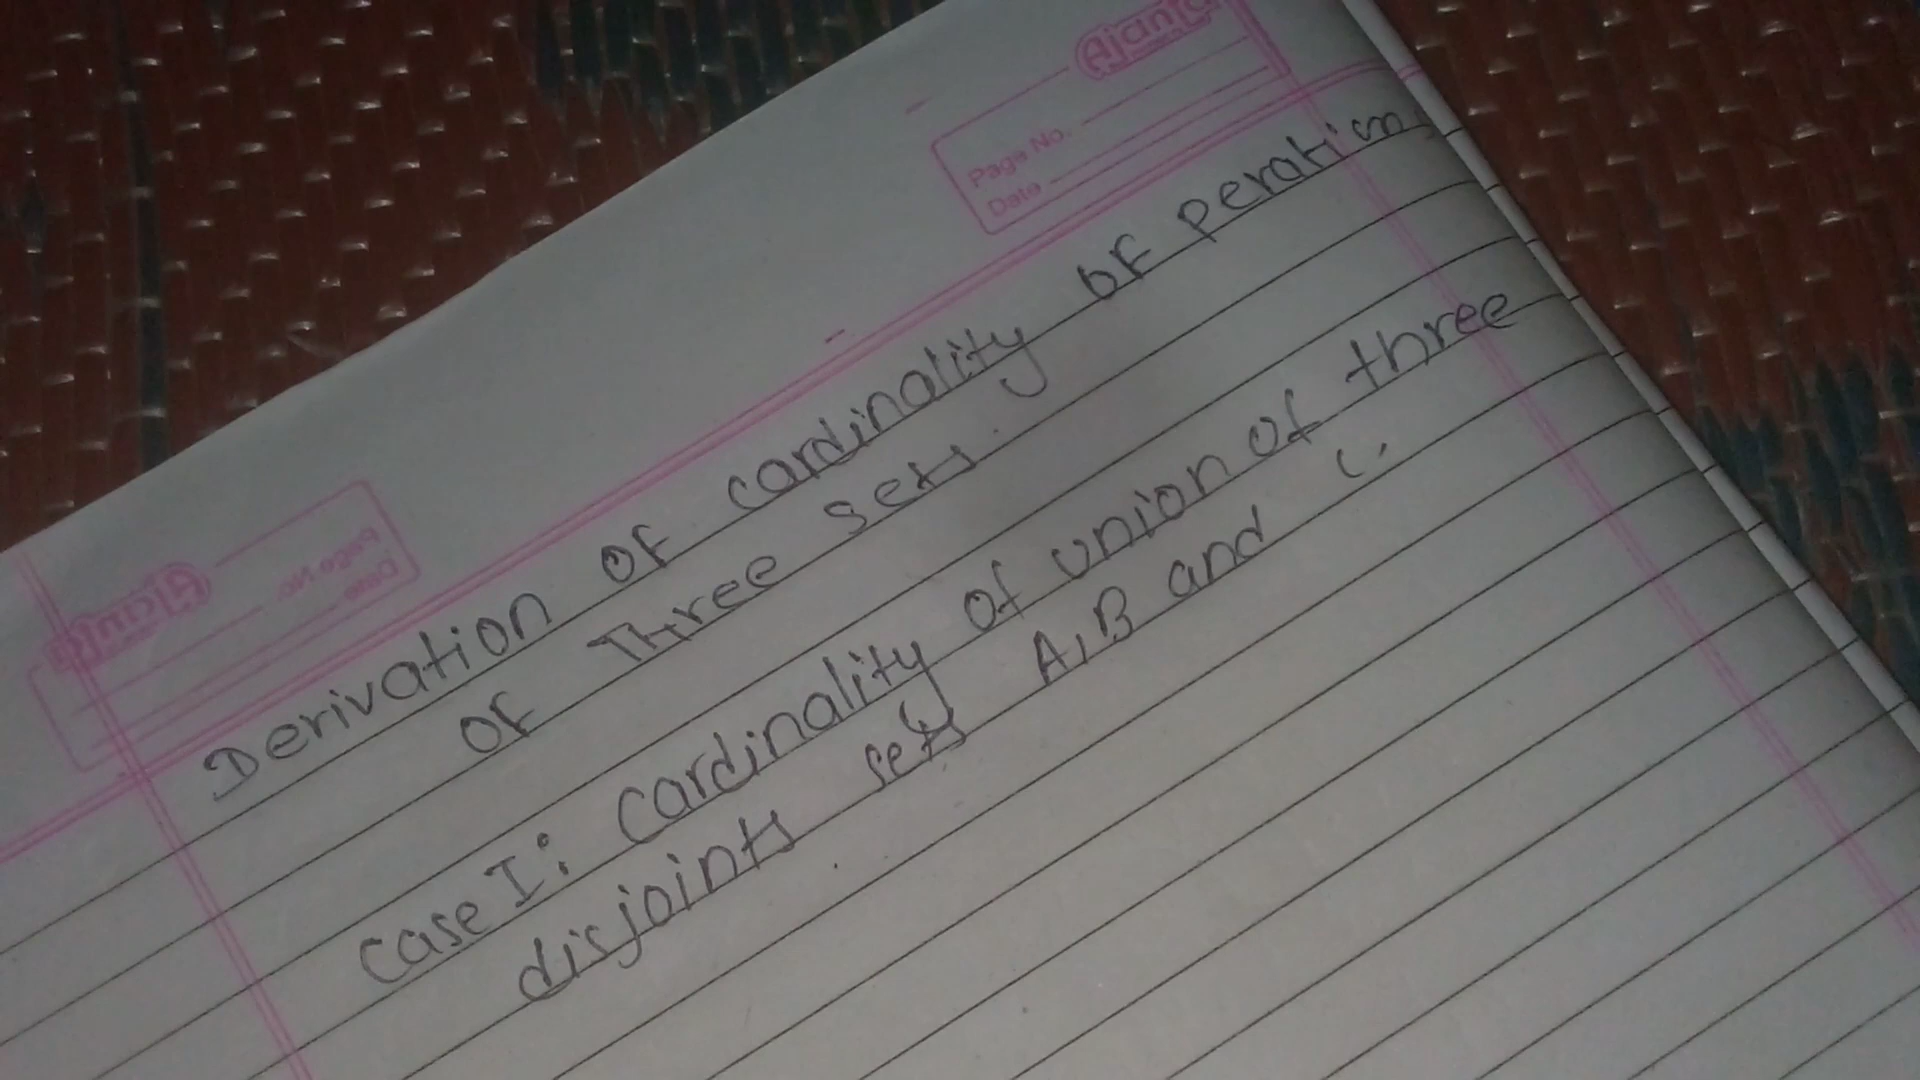 Ajanta
Page No.
Date
Derivation of cardinality of peration
of Three sets.
Case I: Cardinality of union of three
disjoints sets A, B and C.
Ajanta
Page No.
Date